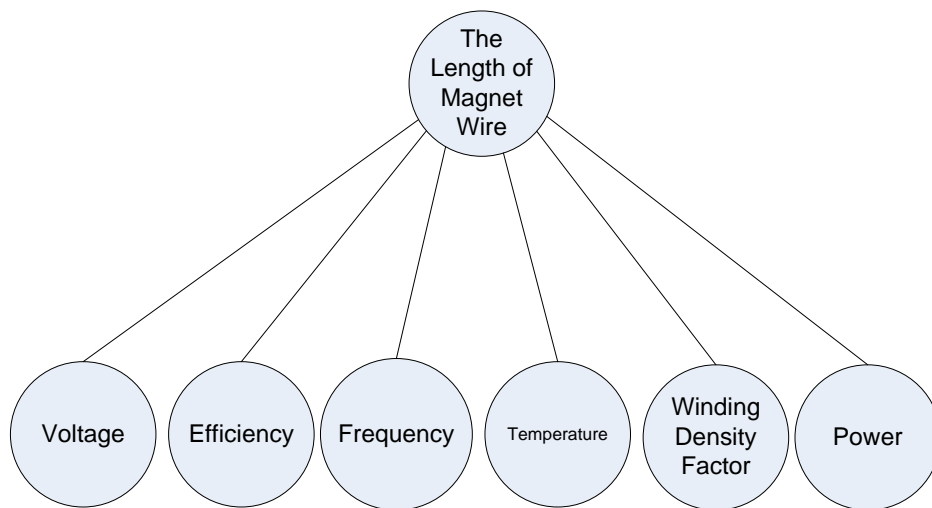 The
Length of
Magnet
Wire
Voltage
Efficiency
Frequency
Temperature
Winding
Density
Factor
Power